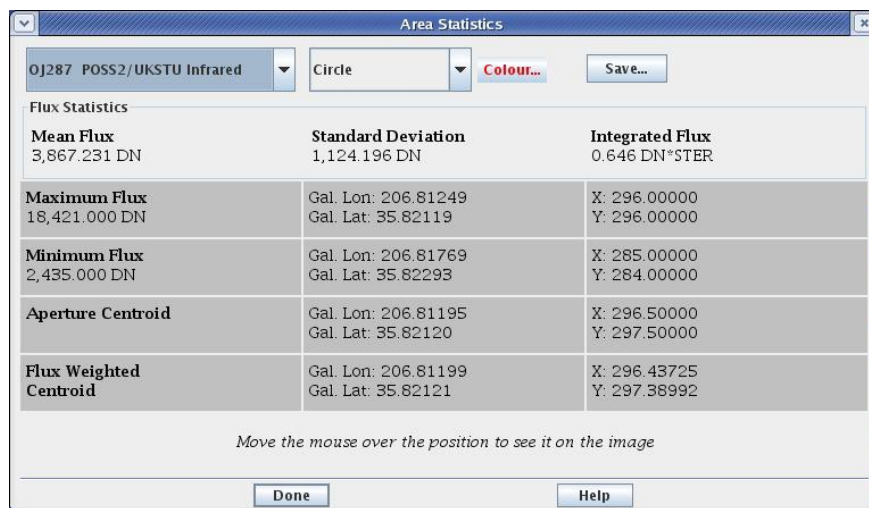 Area Statistics
OJ287 POSS2/UKSTU Infrared Circle Colour... Save...
Flux Statistics
Mean Flux Standard Deviation Integrated Flux
3,867.231 DN 1,124.196 DN 0.646 DN*STER
Maximum Flux Gal. Lon: 206.81249 X: 296.00000
18,421.000 DN Gal. Lat: 35.82119 Y: 296.00000
Minimum Flux Gal. Lon: 206.81769 X: 285.00000
2,435.000 DN Gal. Lat: 35.82293 Y: 284.00000
Aperture Centroid Gal. Lon: 206.81195 X: 296.50000
Gal. Lat: 35.82120 Y: 297.50000
Flux Weighted Gal. Lon: 206.81199 X: 296.43725
Centroid Gal. Lat: 35.82121 Y: 297.38992
Move the mouse over the position to see it on the image
Done Help